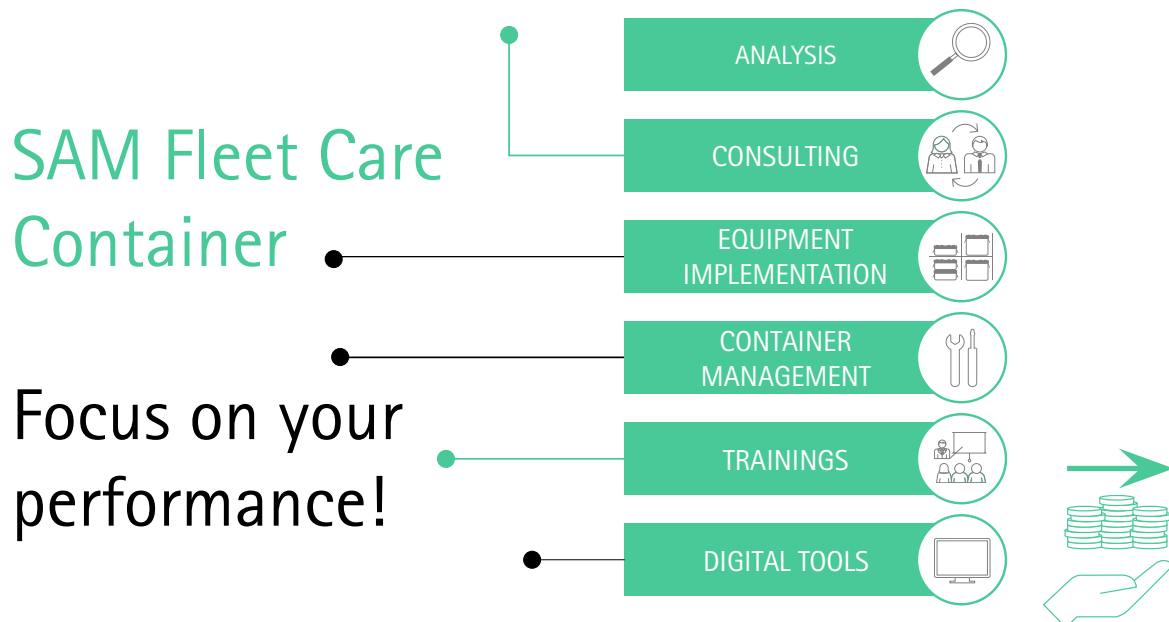 SAM Fleet Care
Container
Focus on your
performance!
ANALYSIS
CONSULTING
EQUIPMENT
IMPLEMENTATION
CONTAINER
MANAGEMENT
TRAININGS
DIGITAL TOOLS